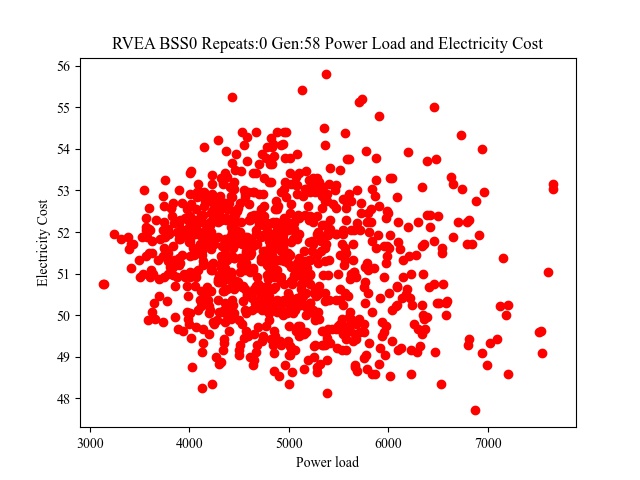 RVEA BSS0 Repeats:0 Gen:58 Power Load and Electricity Cost
56
55
54
53
52
51
50
49
48
Electricity Cost
3000 4000 5000 6000 7000
Power load